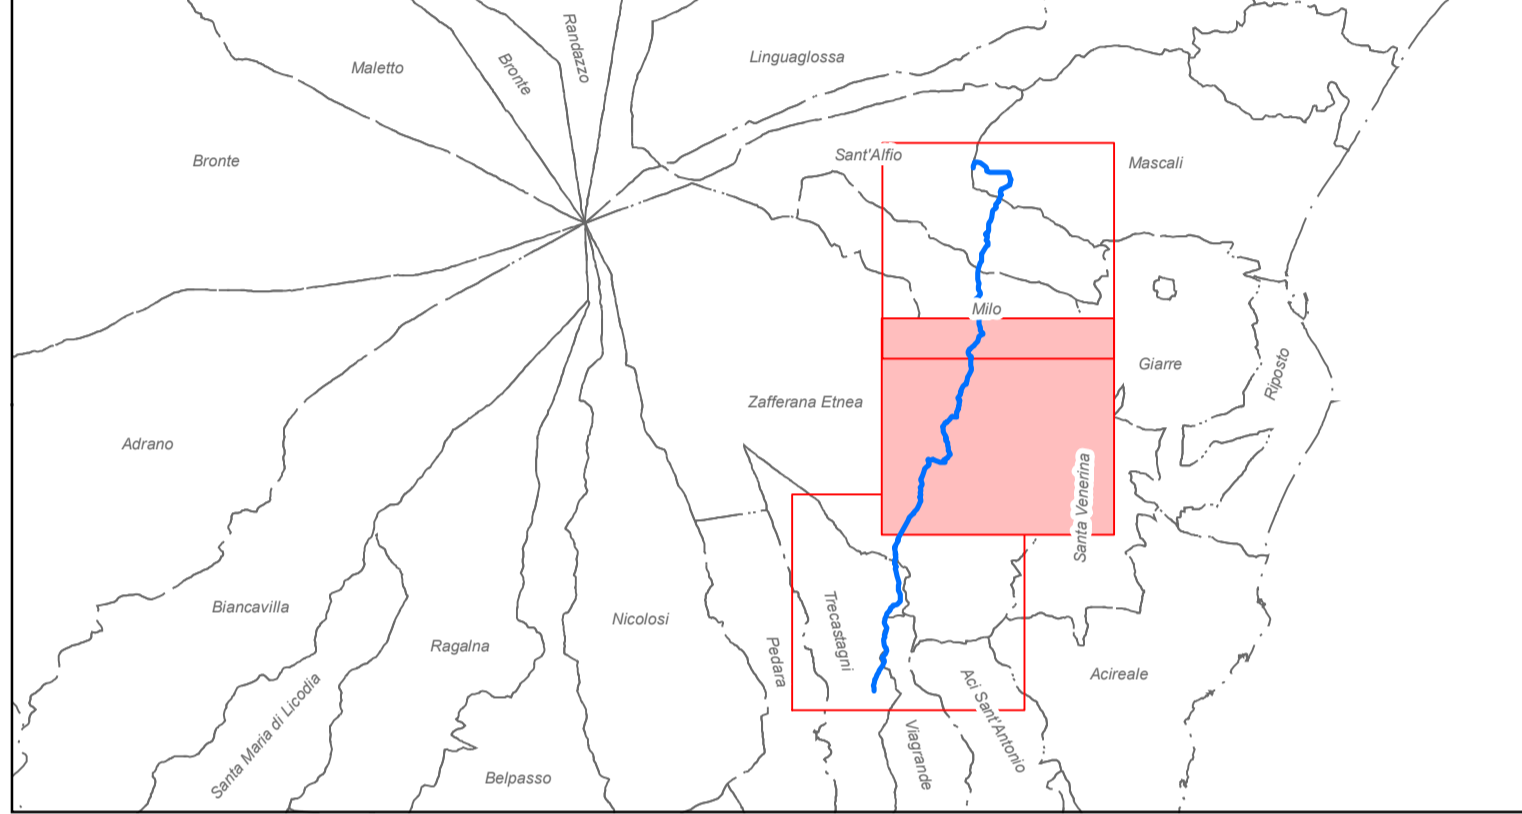 Randazzo
Maletto
Bronte
Linguaglossa
Bronte
Sant'Alfio
Mascali
Milo
Giarre
Riposto
Zafferana Etnea
Adrano
Santa Venerina
Biancavilla
Nicolosi
Trecastagni
Ragalna
Pedara
Acireale
Aci Sant'Antonio
Santa Maria di Licodia
Viagrande
Belpasso